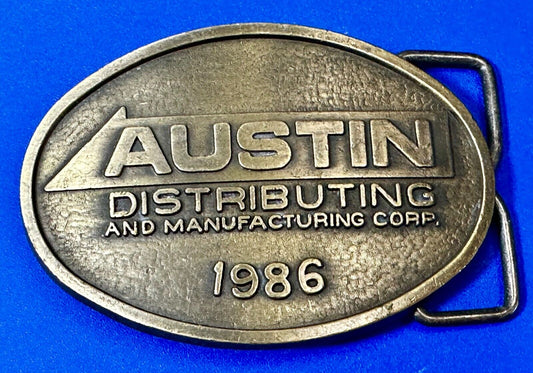 AUSTIN
DISTRIBUTING
AND MANUFACTURING CORP.
1986